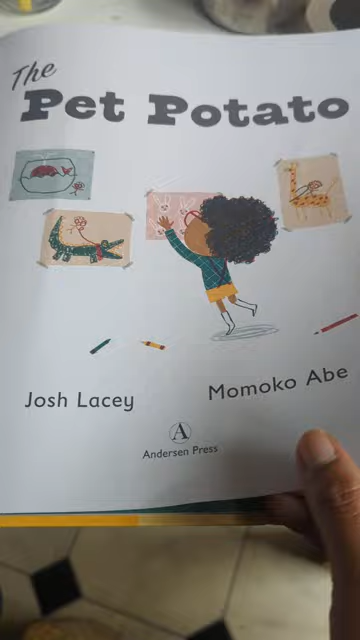 The
Pet Potato
Josh Lacey
Momoko Abe
A
Andersen Press